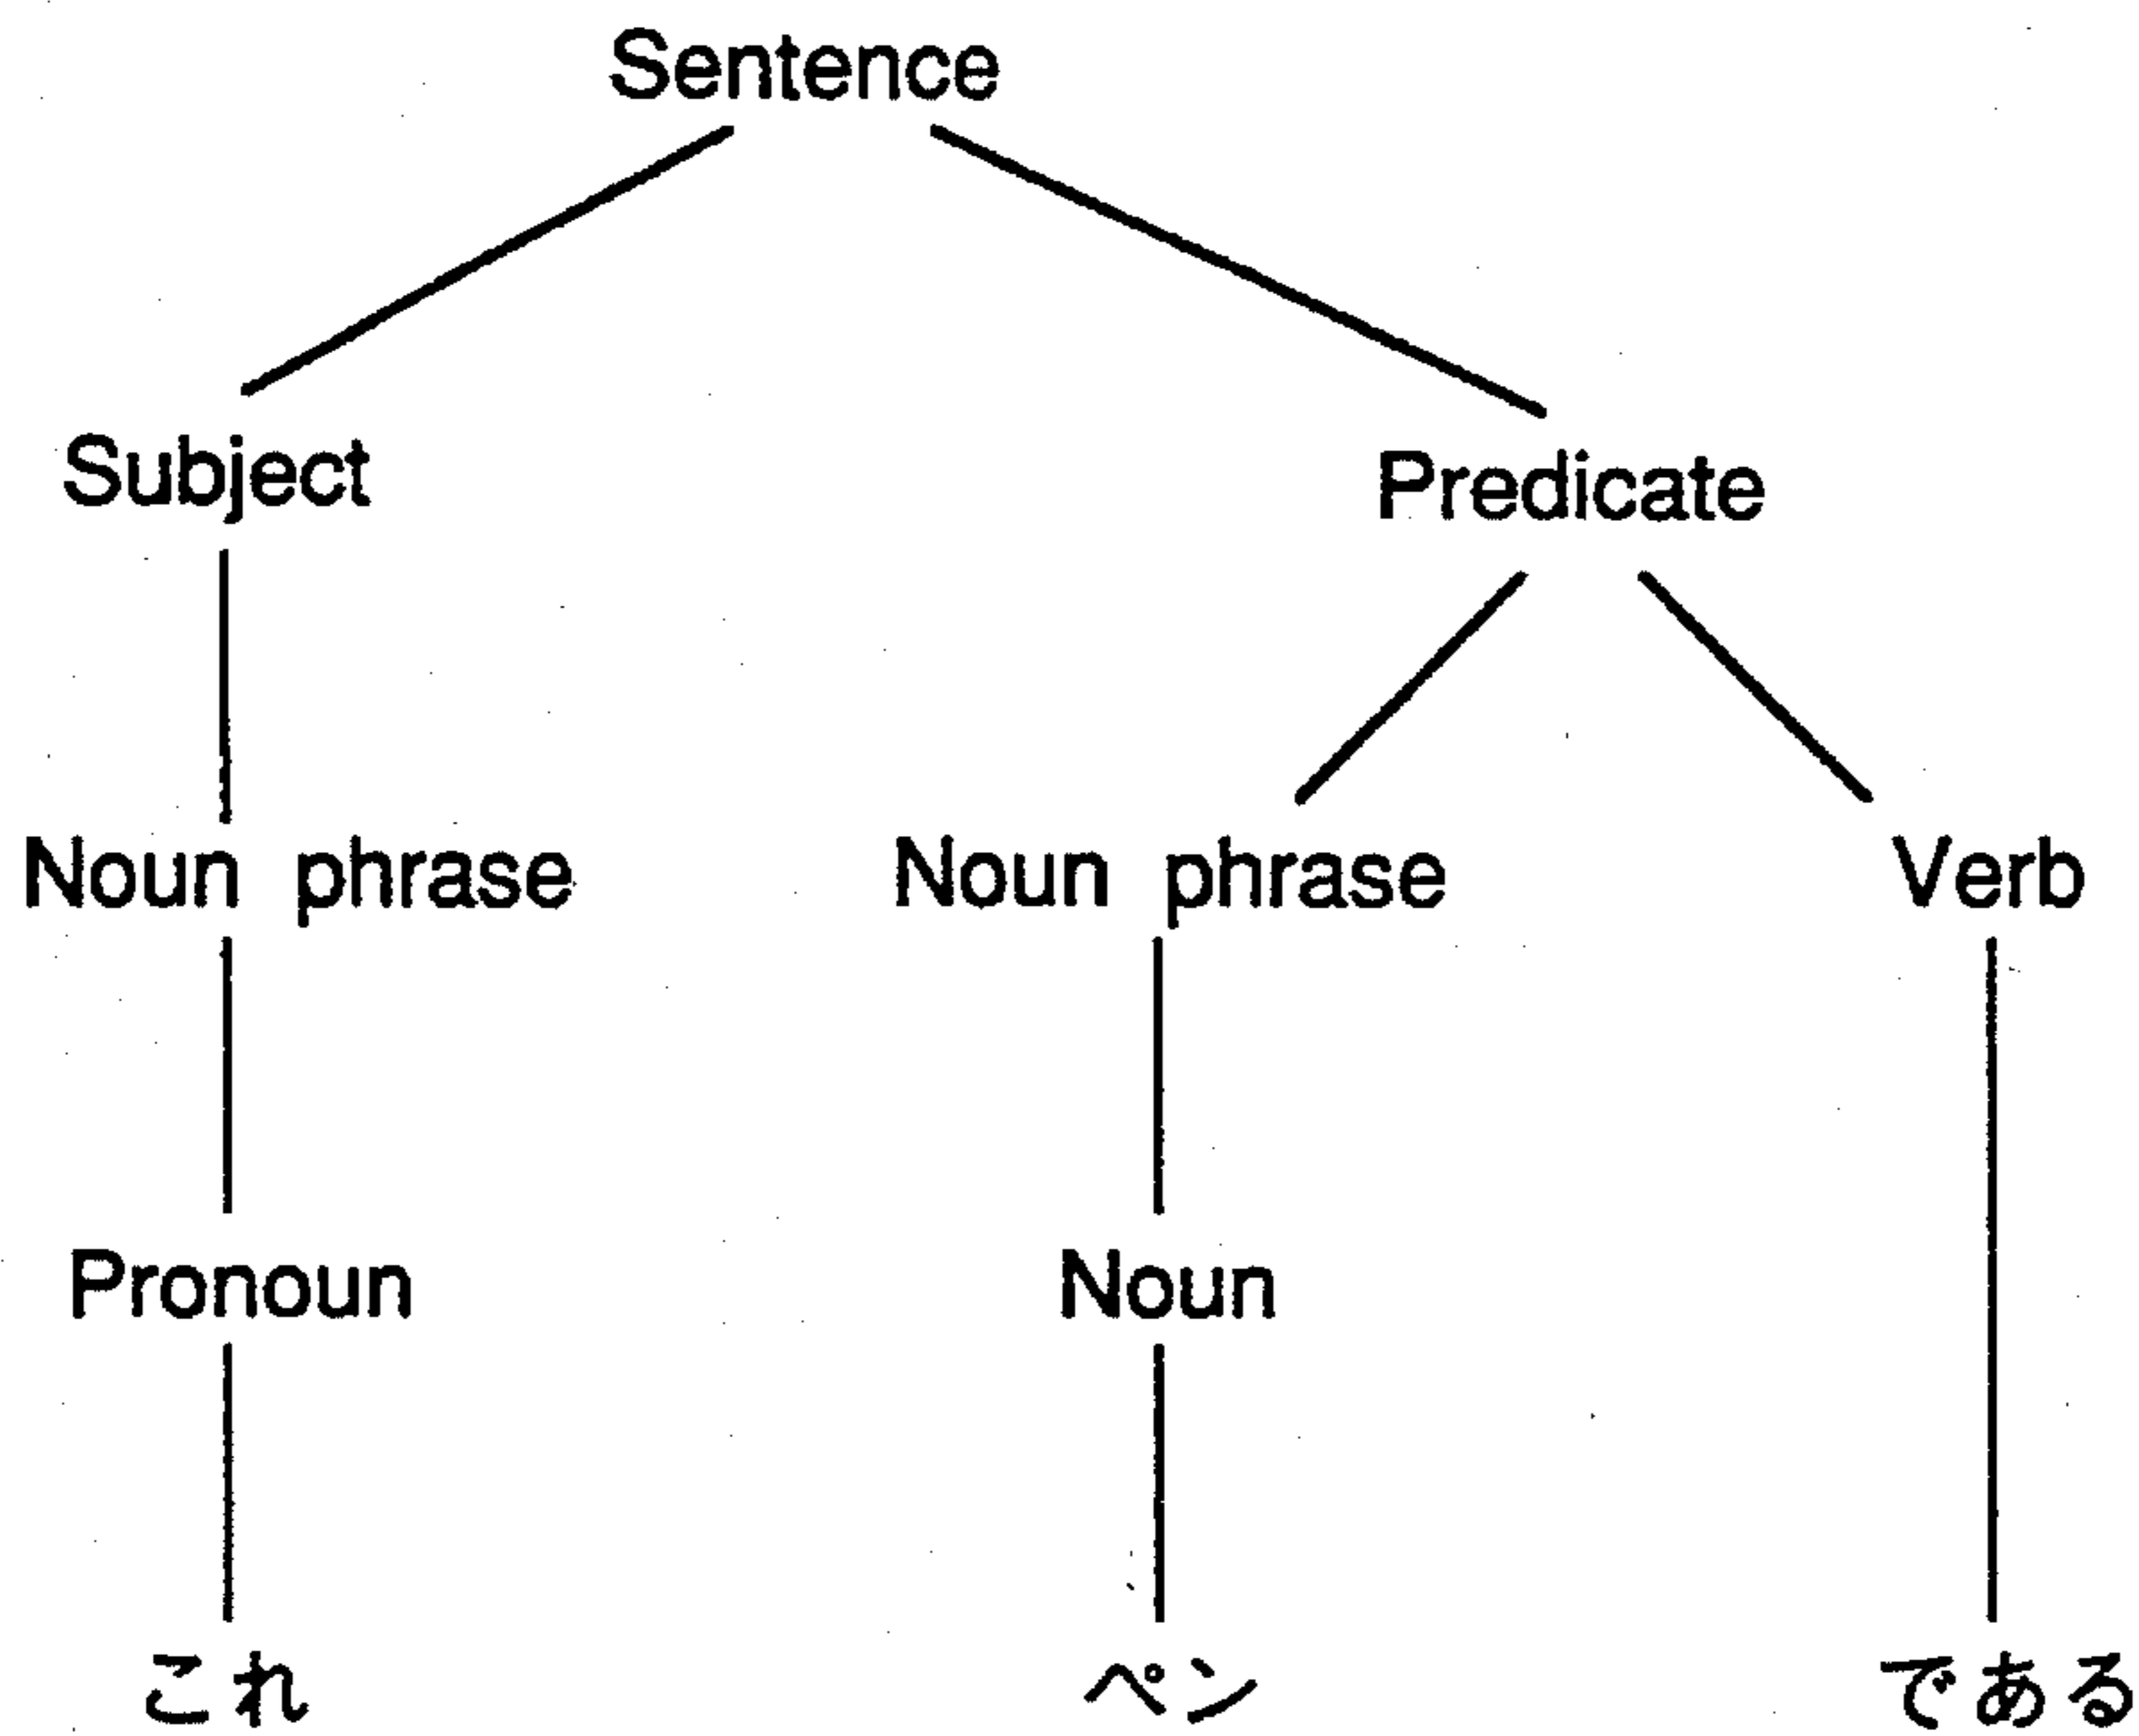 Sentence
Subject Predicate
Noun phrase Noun phrase Verb
Pronoun Noun
これ ペン である